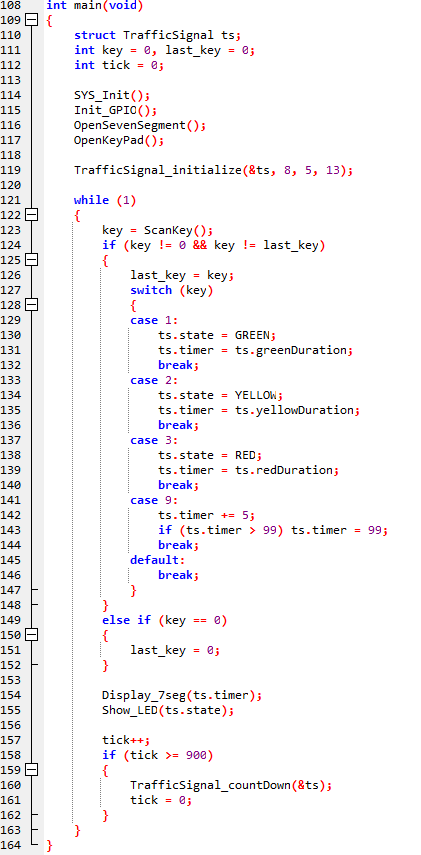 108 int main(void)
109 {
110     struct TrafficSignal ts;
111     int key = 0, last_key = 0;
112     int tick = 0;
113
114     SYS_Init();
115     Init_GPIO();
116     OpenSevenSegment();
117     OpenKeyPad();
118
119     TrafficSignal_initialize(&ts, 8, 5, 13);
120
121     while (1)
122     {
123         key = ScanKey();
124         if (key != 0 && key != last_key)
125         {
126             last_key = key;
127             switch (key)
128             {
129             case 1:
130                 ts.state = GREEN;
131                 ts.timer = ts.greenDuration;
132                 break;
133             case 2:
134                 ts.state = YELLOW;
135                 ts.timer = ts.yellowDuration;
136                 break;
137             case 3:
138                 ts.state = RED;
139                 ts.timer = ts.redDuration;
140                 break;
141             case 9:
142                 ts.timer += 5;
143                 if (ts.timer > 99) ts.timer = 99;
144                 break;
145             default:
146                 break;
147             }
148         }
149         else if (key == 0)
150         {
151             last_key = 0;
152         }
153
154         Display_7seg(ts.timer);
155         Show_LED(ts.state);
156
157         tick++;
158         if (tick >= 900)
159         {
160             TrafficSignal_countDown(&ts);
161             tick = 0;
162         }
163     }
164 }